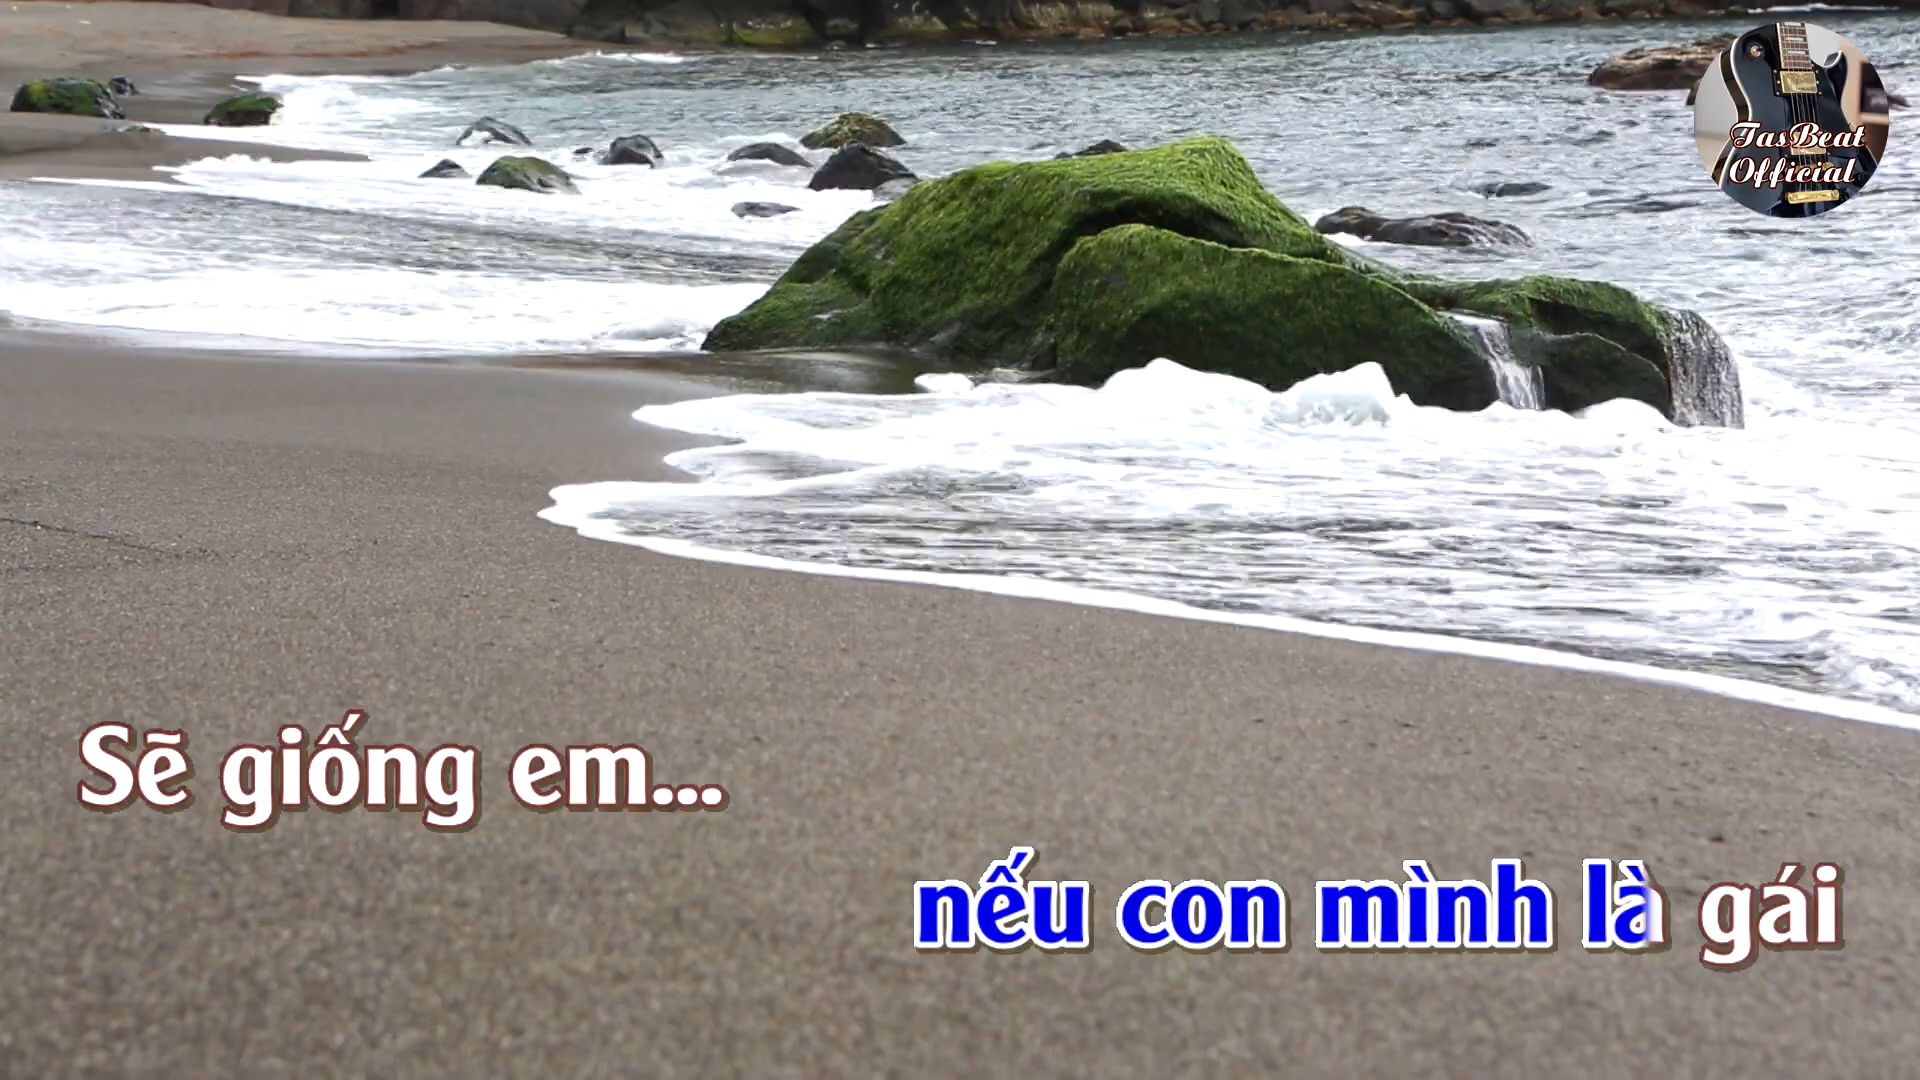 TasBeat
Official
Sẽ giống em...
nếu con mình là gái